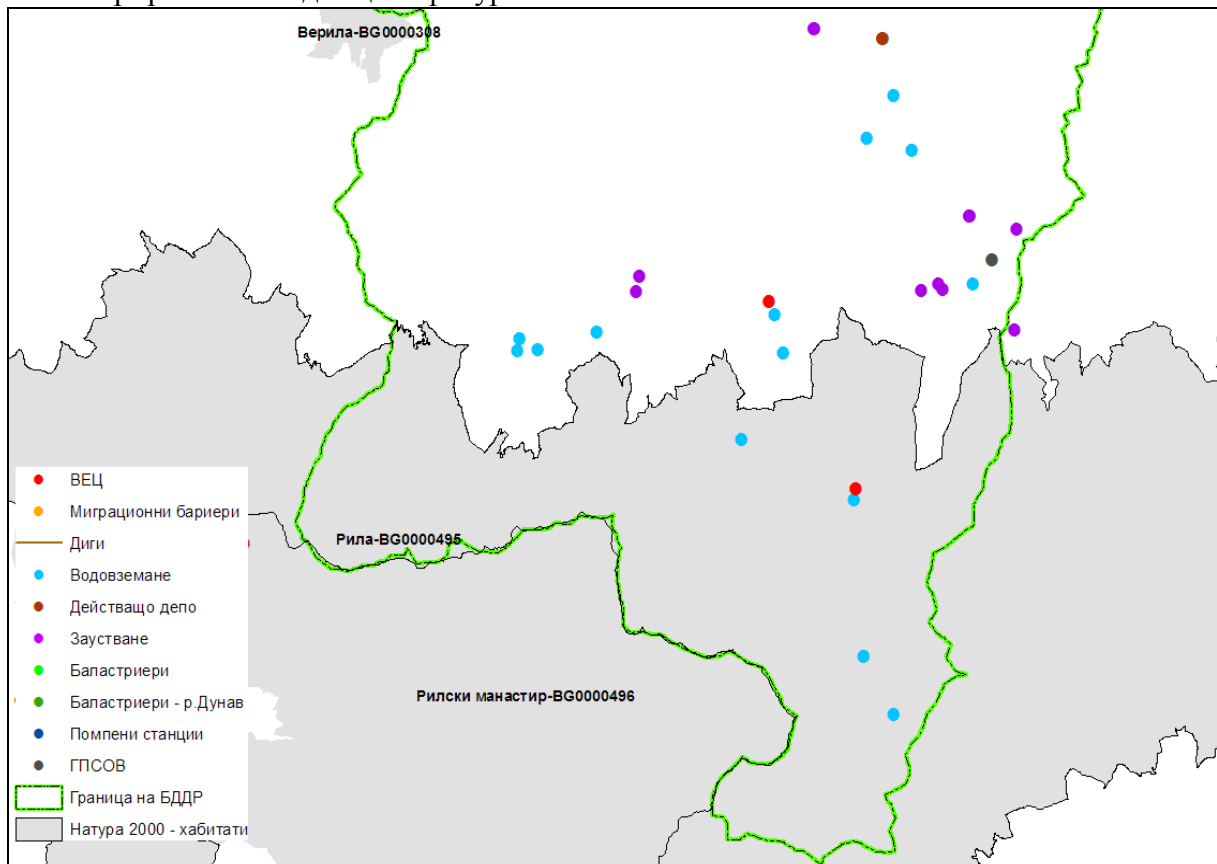 Верила-BG0000308
Рила-BG0000495
Рилски манастир-BG0000496
ВЕЦ
Миграционни бариери
Диги
Водовземане
Действащо депо
Заустване
Баластриери
Баластриери - р.Дунав
Помпени станции
ГПСОВ
Граница на БДДР
Натура 2000 - хабитати